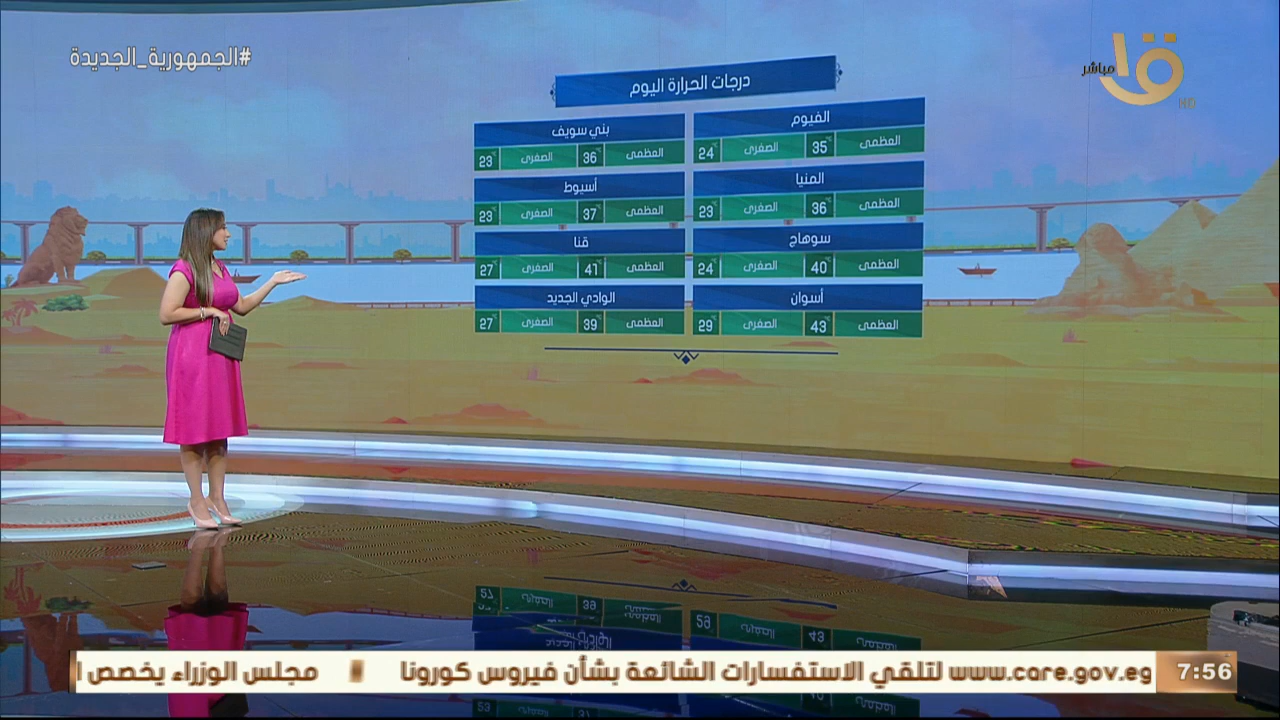 #الجمهورية_الجديدة
مباشر
HD
درجات الحرارة اليوم
الفيوم
العظمى 35 الصغرى 24
بني سويف
العظمى 36 الصغرى 23
المنيا
العظمى 36 الصغرى 23
أسيوط
العظمى 37 الصغرى 23
سوهاج
العظمى 40 الصغرى 24
قنا
العظمى 41 الصغرى 27
أسوان
العظمى 43 الصغرى 29
الوادي الجديد
العظمى 39 الصغرى 27
7:56
www.care.gov.eg لتلقي الاستفسارات الشائعة بشأن فيروس كورونا
مجلس الوزراء يخصص ا